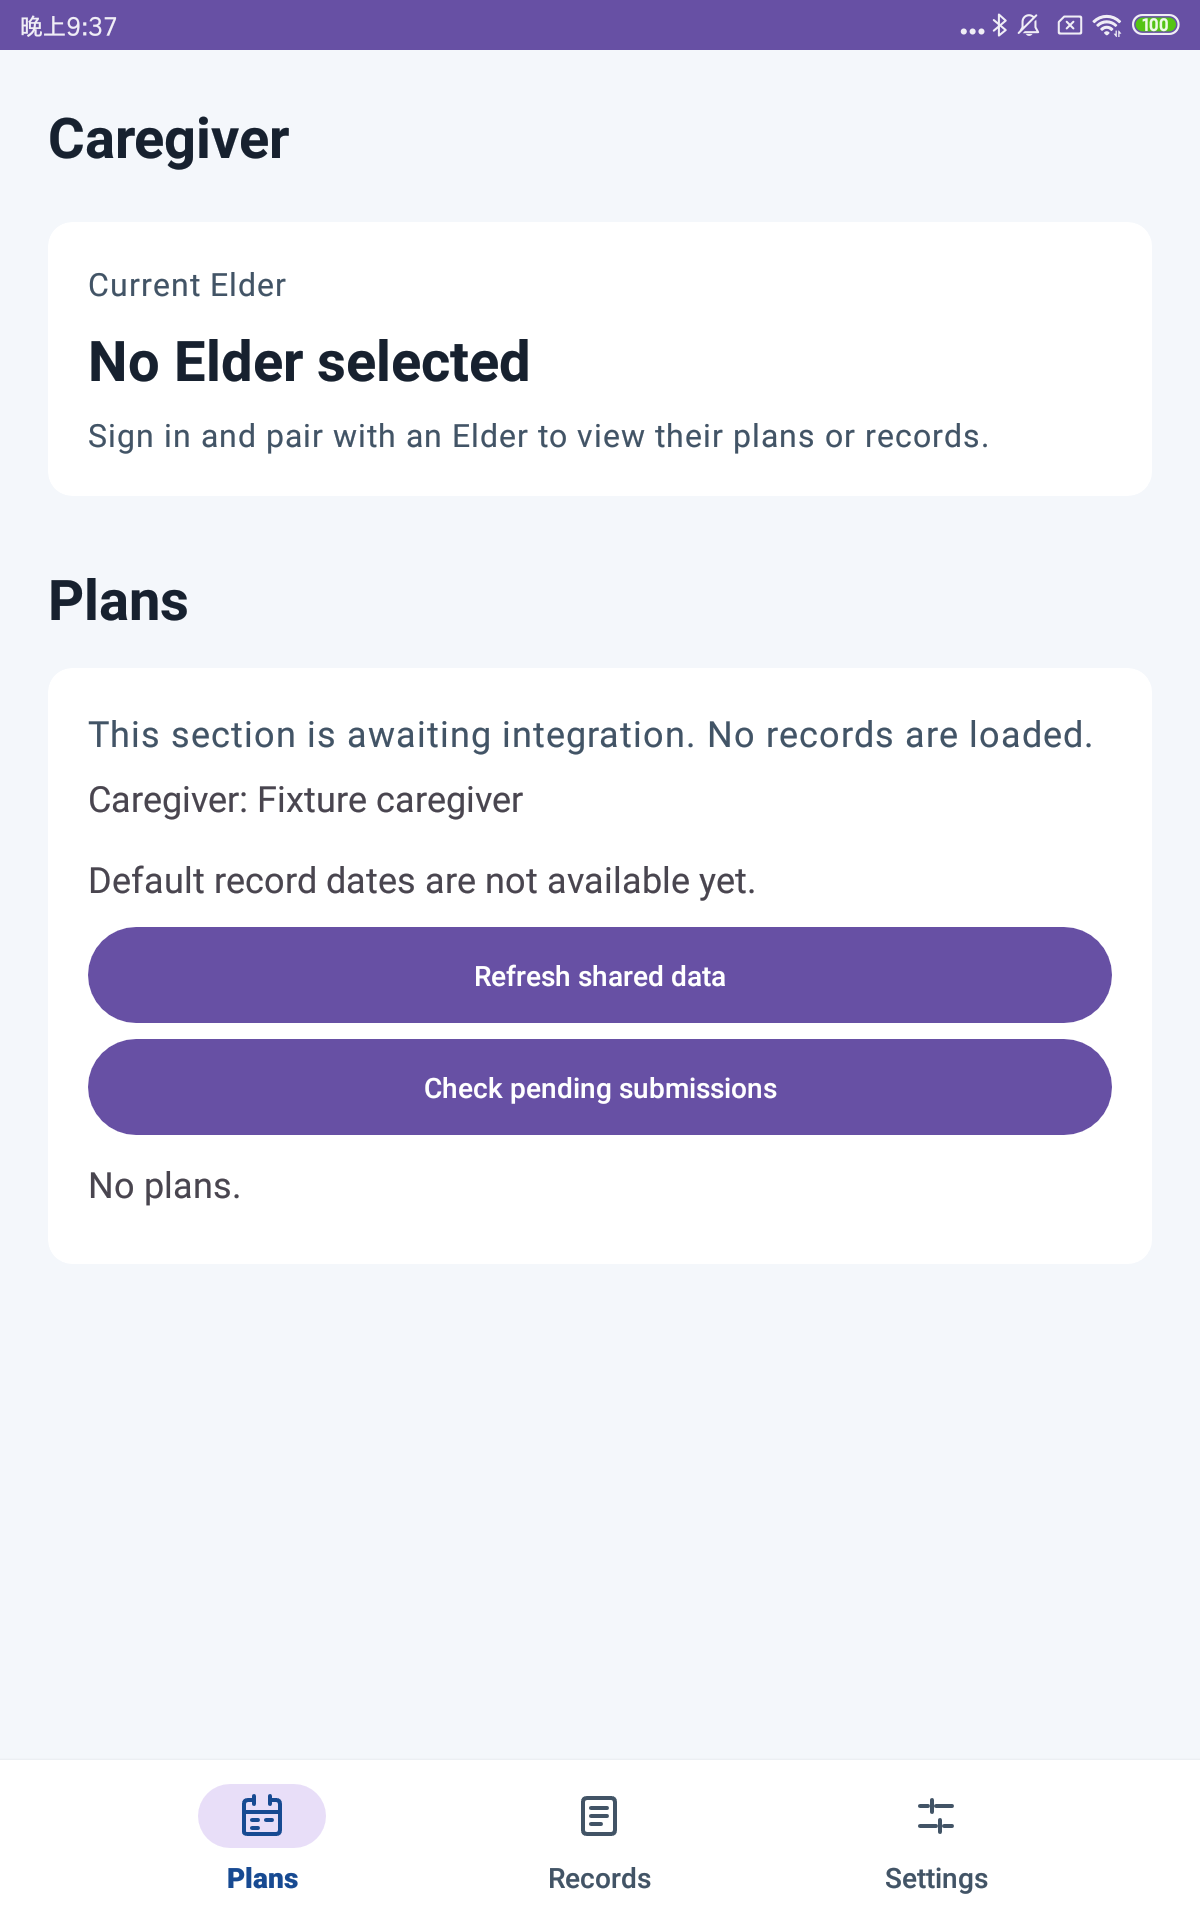 晚上9:37
100
Caregiver
Current Elder
No Elder selected
Sign in and pair with an Elder to view their plans or records.
Plans
This section is awaiting integration. No records are loaded.
Caregiver: Fixture caregiver
Default record dates are not available yet.
Refresh shared data
Check pending submissions
No plans.
Plans
Records
Settings